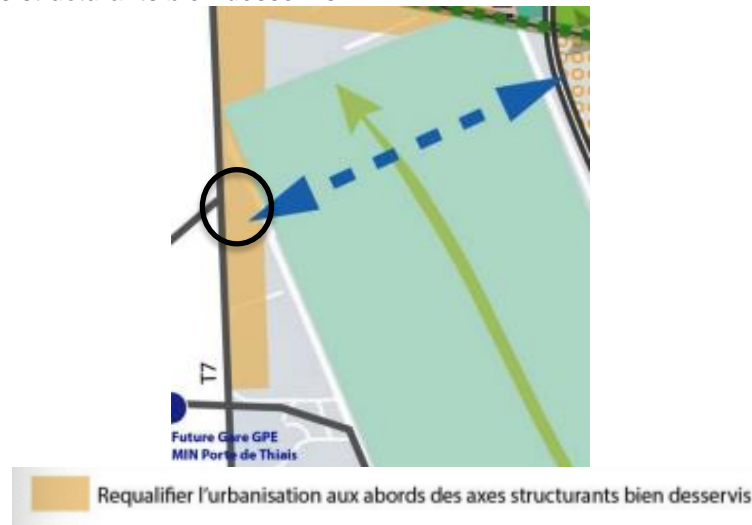 T7
Future Gare GPE
MIN Porte de Thiais
Requalifier l'urbanisation aux abords des axes structurants bien desservis